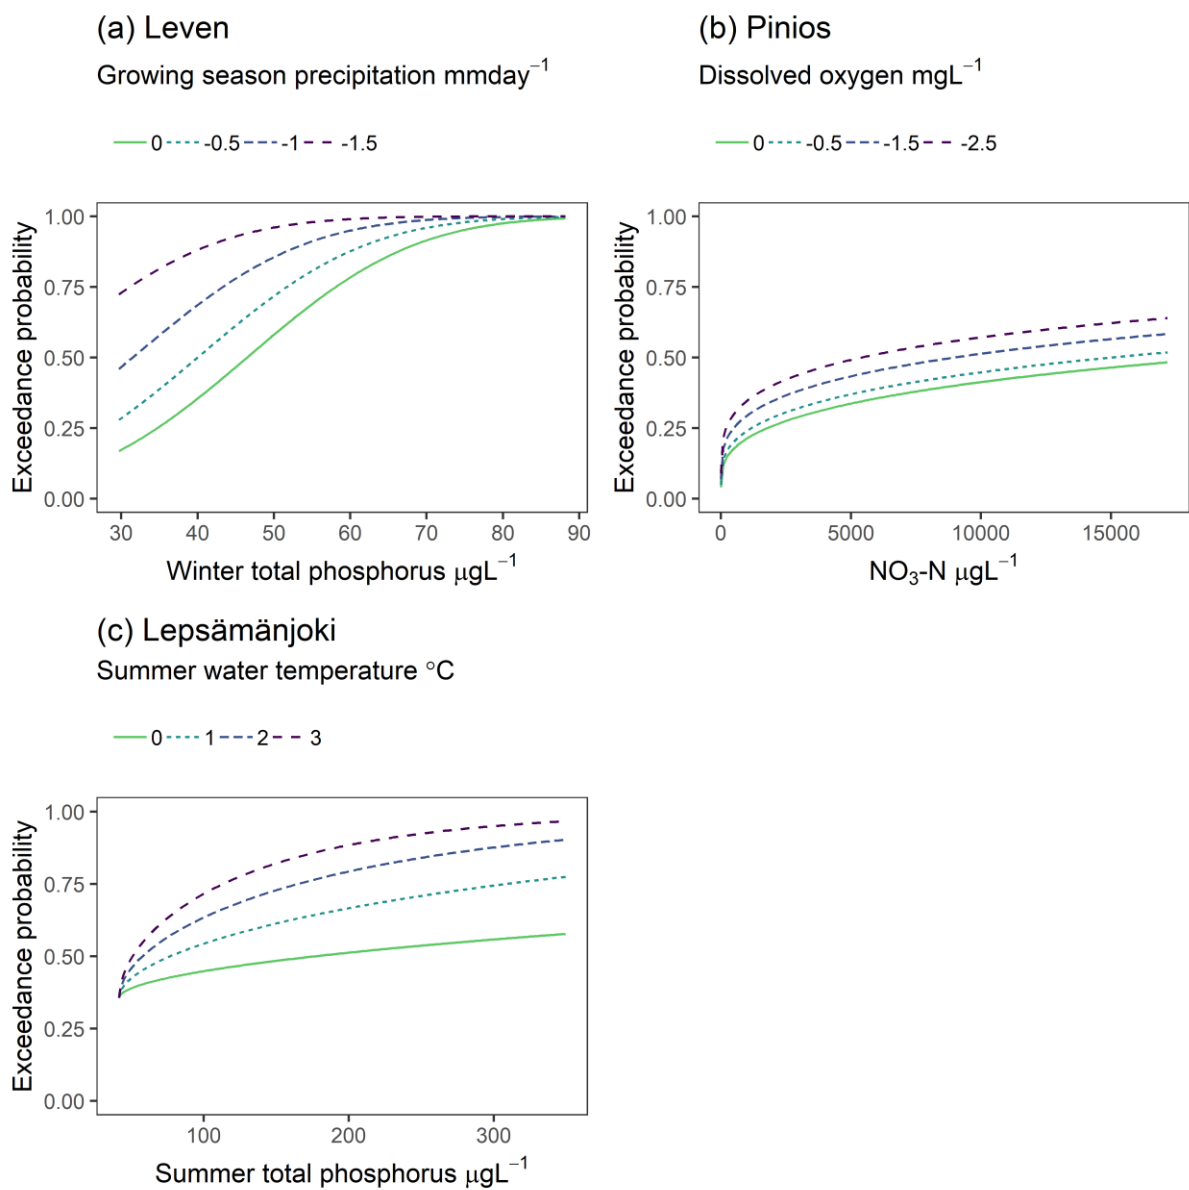 (a) Leven
Growing season precipitation mmday⁻¹
0 -0.5 -1 -1.5
Exceedance probability
1.00
0.75
0.50
0.25
0.00
30 40 50 60 70 80 90
Winter total phosphorus μgL⁻¹
(b) Pinios
Dissolved oxygen mgL⁻¹
0 -0.5 -1.5 -2.5
Exceedance probability
1.00
0.75
0.50
0.25
0.00
0 5000 10000 15000
NO₃-N μgL⁻¹
(c) Lepsämänjoki
Summer water temperature °C
0 1 2 3
Exceedance probability
1.00
0.75
0.50
0.25
0.00
100 200 300
Summer total phosphorus μgL⁻¹